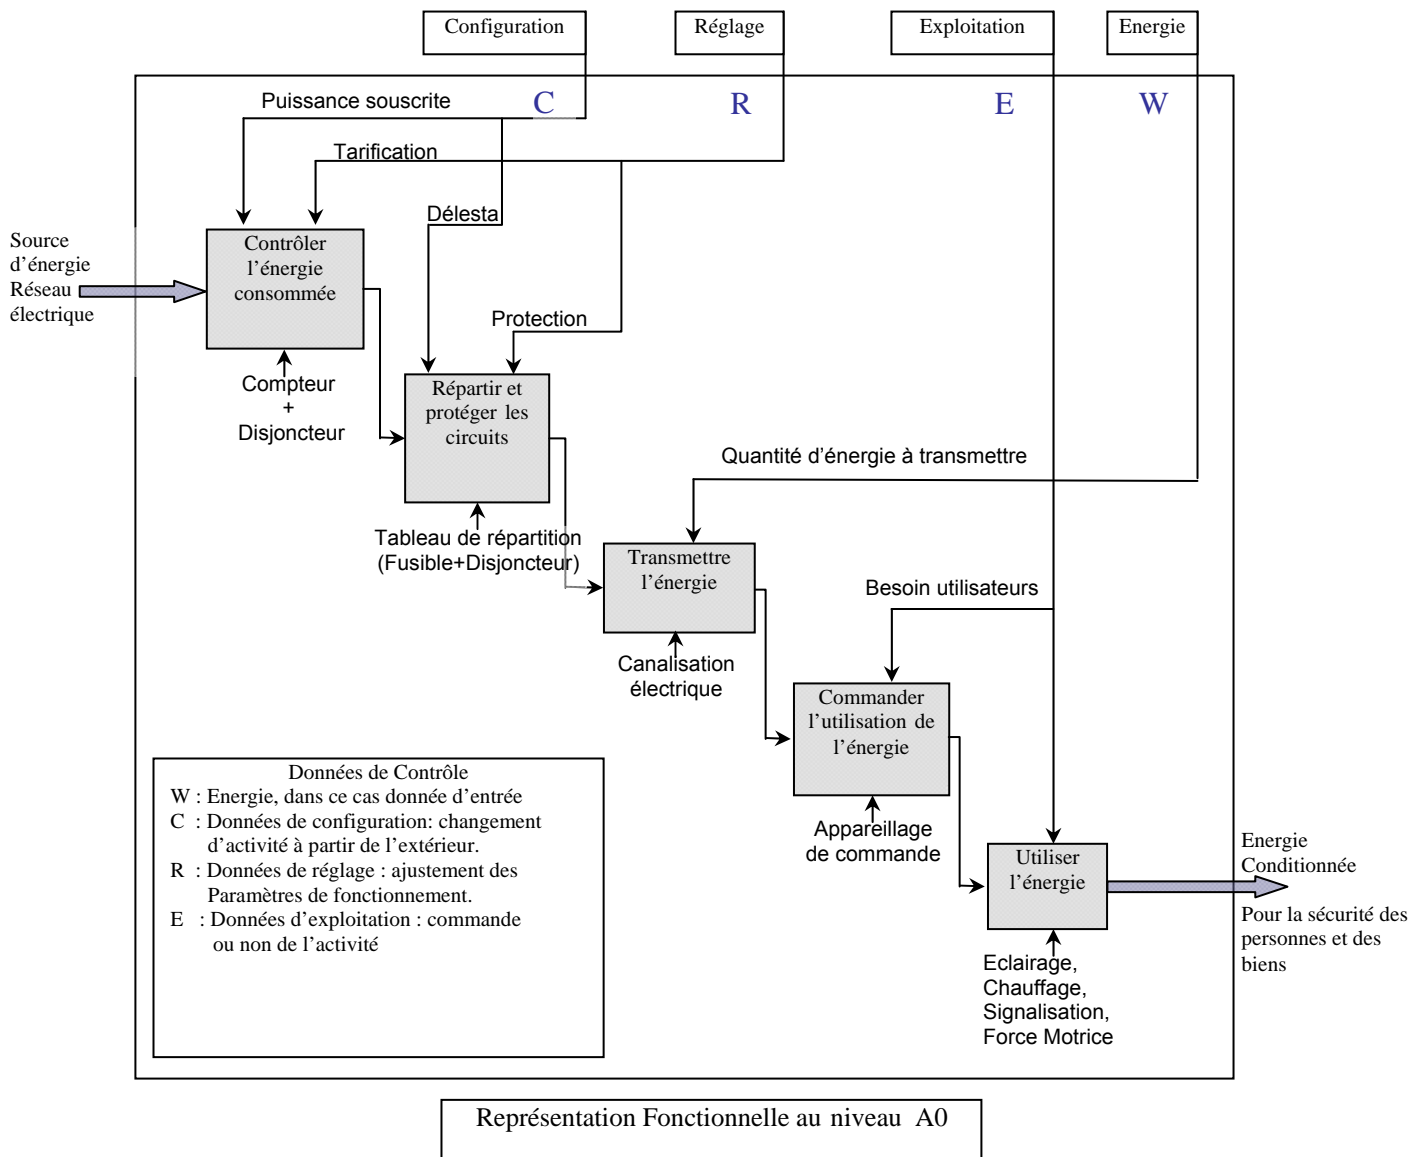 Configuration
Réglage
Exploitation
Energie
Puissance souscrite
C
R
E
W
Tarification
Délesta
Source
d’énergie
Réseau
électrique
Contrôler
l’énergie
consommée
Protection
Compteur
+
Disjoncteur
Répartir et
protéger les
circuits
Quantité d’énergie à transmettre
Tableau de répartition
(Fusible+Disjoncteur)
Transmettre
l’énergie
Besoin utilisateurs
Canalisation
électrique
Commander
l’utilisation de
l’énergie
Appareillage
de commande
Utiliser
l’énergie
Energie
Conditionnée
Pour la sécurité des
personnes et des
biens
Eclairage,
Chauffage,
Signalisation,
Force Motrice
Données de Contrôle
W : Energie, dans ce cas donnée d’entrée
C : Données de configuration: changement
d’activité à partir de l’extérieur.
R : Données de réglage : ajustement des
Paramètres de fonctionnement.
E : Données d’exploitation : commande
ou non de l’activité
Représentation Fonctionnelle au niveau A0